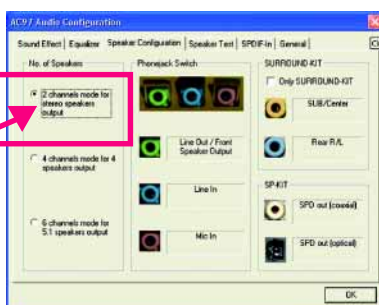 AC97 Audio Configuration
Sound Effect | Equalizer | Speaker Configuration | Speaker Test | SPDIF-In | General
No. of Speakers
2 channels mode for
stereo speakers
output
4 channels mode for 4
speakers output
6 channels mode for
5.1 speakers output
Phonejack Switch
Line Out / Front
Speaker Output
Line In
Mic In
SURROUND-KIT
Only SURROUND-KIT
SUB/Center
Rear R/L
SP-KIT
SPD out (coaxial)
SPD out (optical)
OK